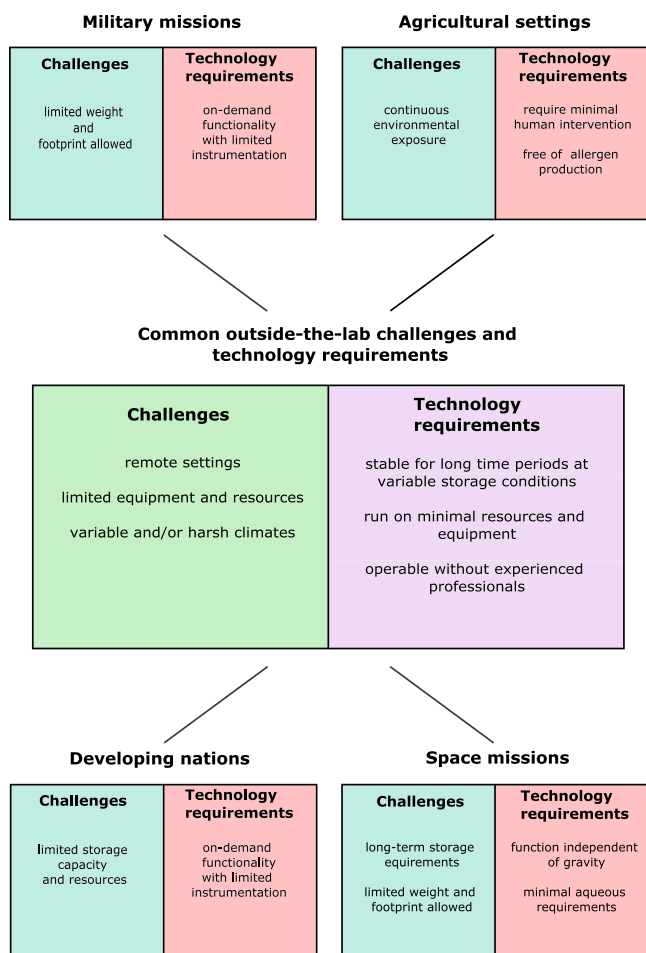 Military missions
Challenges
limited weight
and
footprint allowed
Technology
requirements
on-demand
functionality
with limited
instrumentation
Agricultural settings
Challenges
continuous
environmental
exposure
Technology
requirements
require minimal
human intervention
free of allergen
production
Common outside-the-lab challenges and
technology requirements
Challenges
remote settings
limited equipment and resources
variable and/or harsh climates
Technology
requirements
stable for long time periods at
variable storage conditions
run on minimal resources and
equipment
operable without experienced
professionals
Developing nations
Challenges
limited storage
capacity
and resources
Technology
requirements
on-demand
functionality
with limited
instrumentation
Space missions
Challenges
long-term storage
equirements
limited weight and
footprint allowed
Technology
requirements
function independent
of gravity
minimal aqueous
requirements